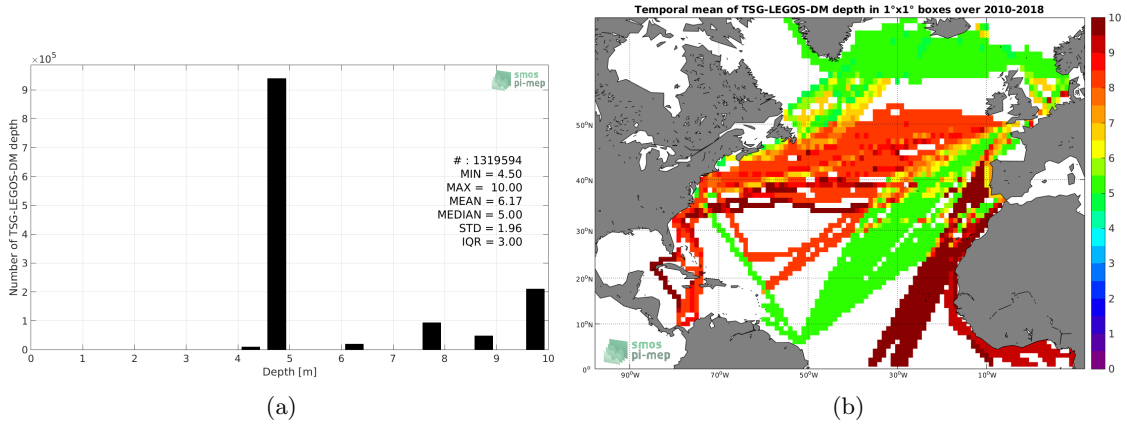 ×10⁵
9
8
7
6
5
4
3
2
1
0
Number of TSG-LEGOS-DM depth
0 1 2 3 4 5 6 7 8 9 10
Depth [m]
smos
pi-mep
# : 1319594
MIN = 4.50
MAX = 10.00
MEAN = 6.17
MEDIAN = 5.00
STD = 1.96
IQR = 3.00
(a)
Temporal mean of TSG-LEGOS-DM depth in 1°x1° boxes over 2010-2018
50°N
40°N
30°N
20°N
10°N
0°
90°W 70°W 50°W 30°W 10°W
smos
pi-mep
10
9
8
7
6
5
4
3
2
1
0
(b)